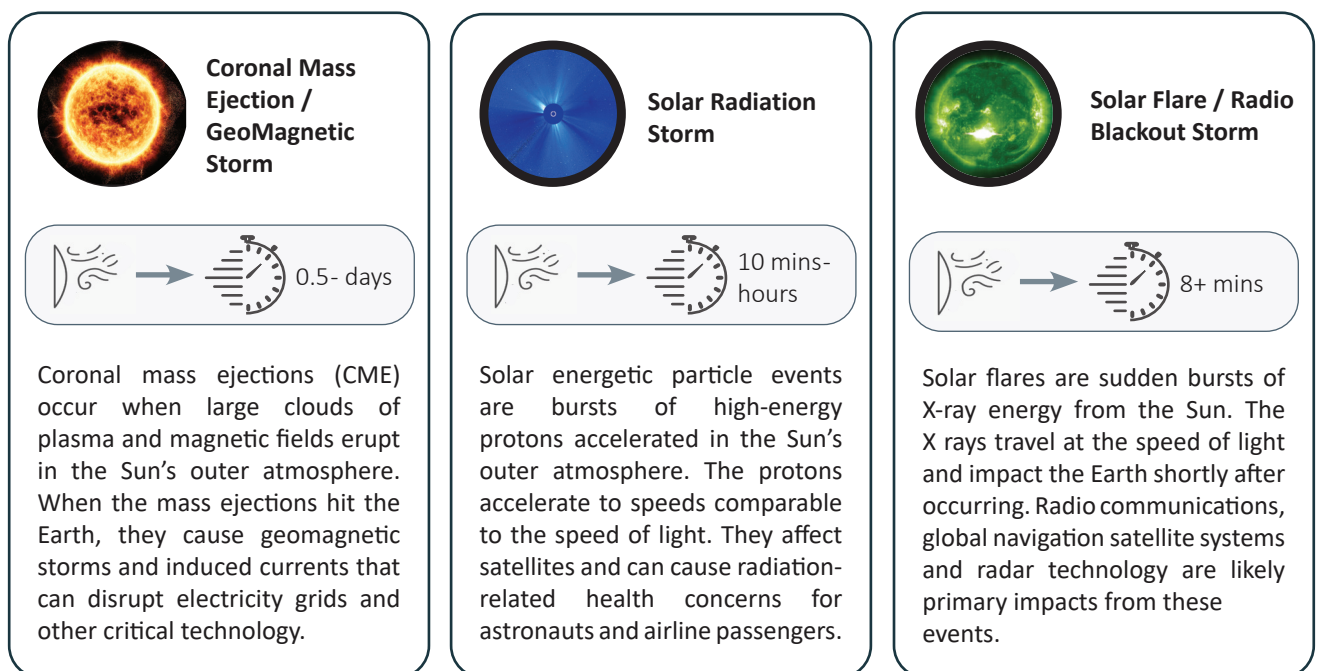 Coronal Mass
Ejection /
GeoMagnetic
Storm
0.5- days
Coronal mass ejections (CME)
occur when large clouds of
plasma and magnetic fields erupt
in the Sun's outer atmosphere.
When the mass ejections hit the
Earth, they cause geomagnetic
storms and induced currents that
can disrupt electricity grids and
other critical technology.
Solar Radiation
Storm
10 mins-
hours
Solar energetic particle events
are bursts of high-energy
protons accelerated in the Sun's
outer atmosphere. The protons
accelerate to speeds comparable
to the speed of light. They affect
satellites and can cause radiation-
related health concerns for
astronauts and airline passengers.
Solar Flare / Radio
Blackout Storm
8+ mins
Solar flares are sudden bursts of
X-ray energy from the Sun. The
X rays travel at the speed of light
and impact the Earth shortly after
occurring. Radio communications,
global navigation satellite systems
and radar technology are likely
primary impacts from these
events.